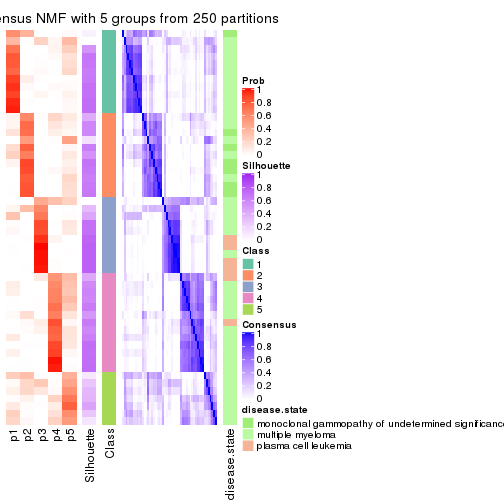 ensus NMF with 5 groups from 250 partitions
Prob
1
0.8
0.6
0.4
0.2
0
Silhouette
1
0.8
0.6
0.4
0.2
0
Class
1
2
3
4
5
Consensus
1
0.8
0.6
0.4
0.2
0
disease.state
monoclonal gammopathy of undetermined significance
multiple myeloma
plasma cell leukemia
p1
p2
p3
p4
p5
Silhouette
Class
disease.state